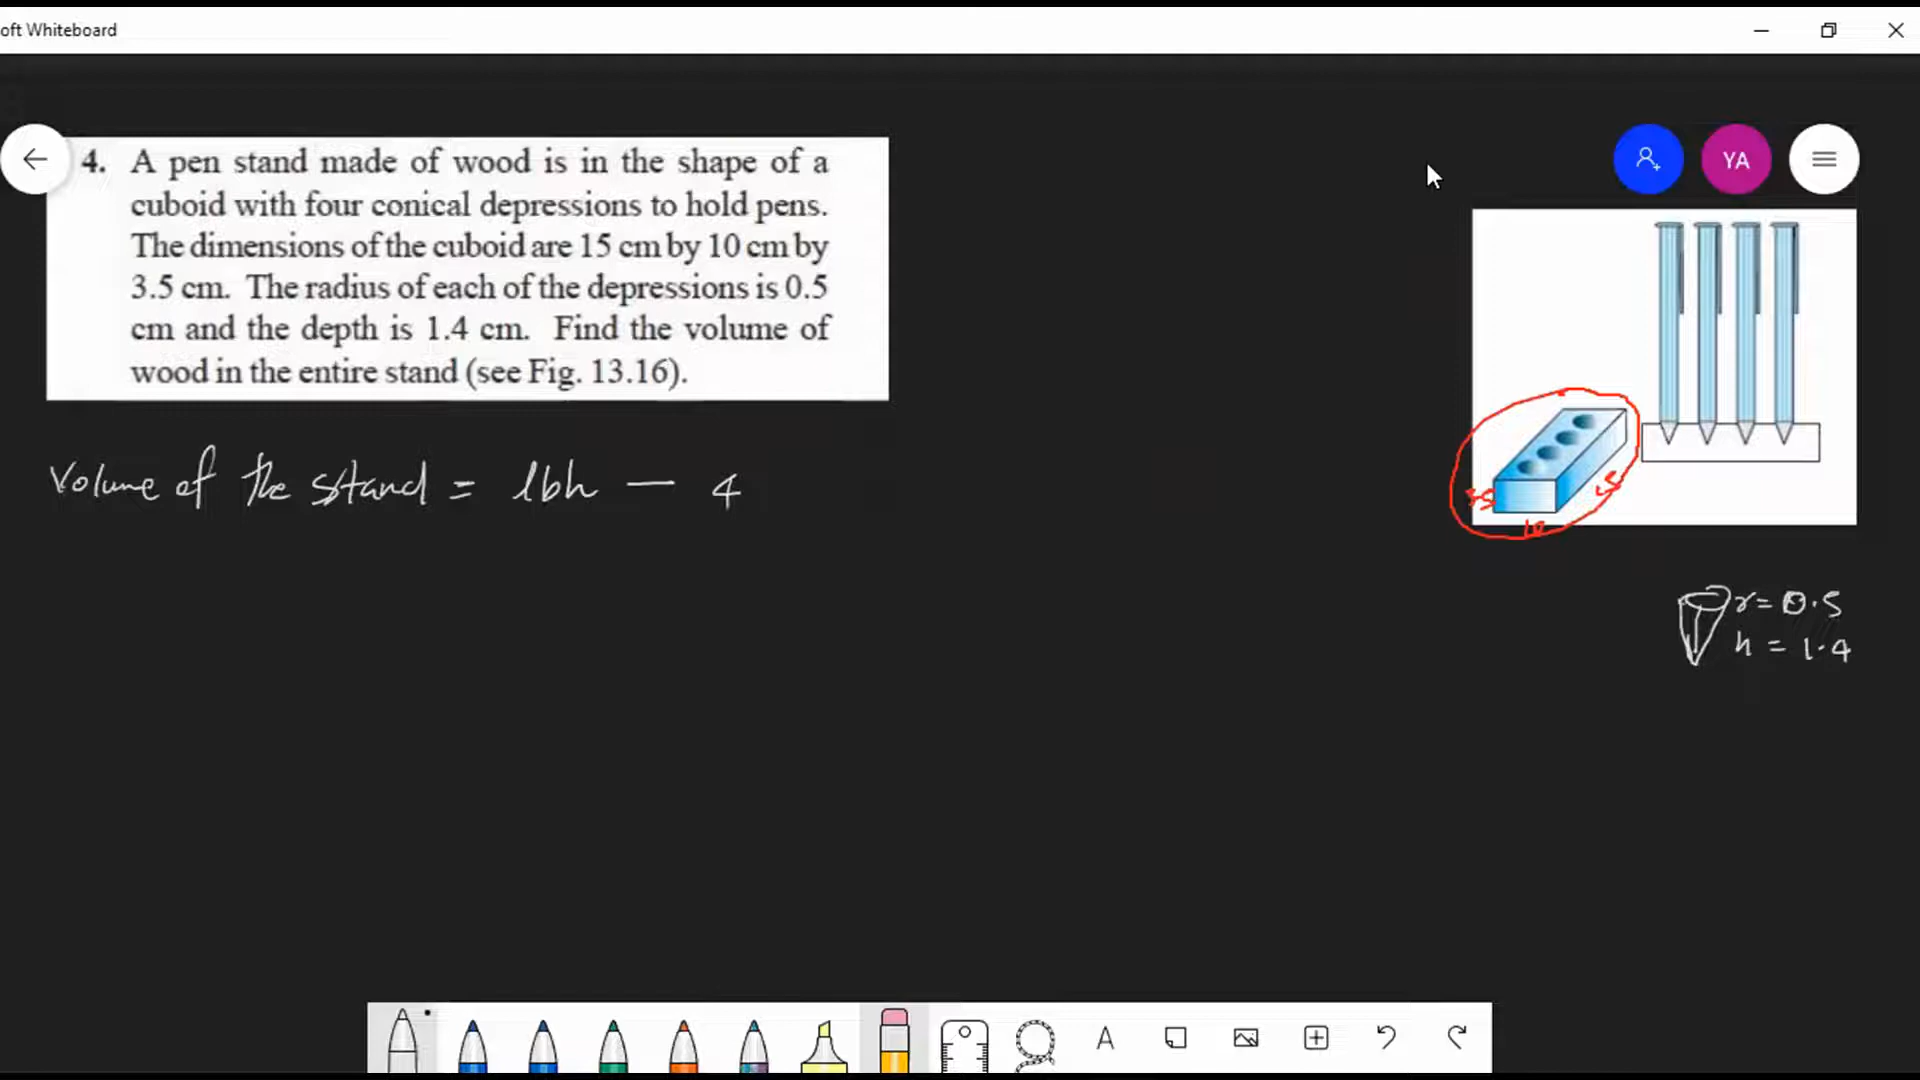 oft Whiteboard
4. A pen stand made of wood is in the shape of a
cuboid with four conical depressions to hold pens.
The dimensions of the cuboid are 15 cm by 10 cm by
3.5 cm. The radius of each of the depressions is 0.5
cm and the depth is 1.4 cm. Find the volume of
wood in the entire stand (see Fig. 13.16).
YA
Volume of the stand = lbh — 4
10
r = 0.5
h = 1.4
A